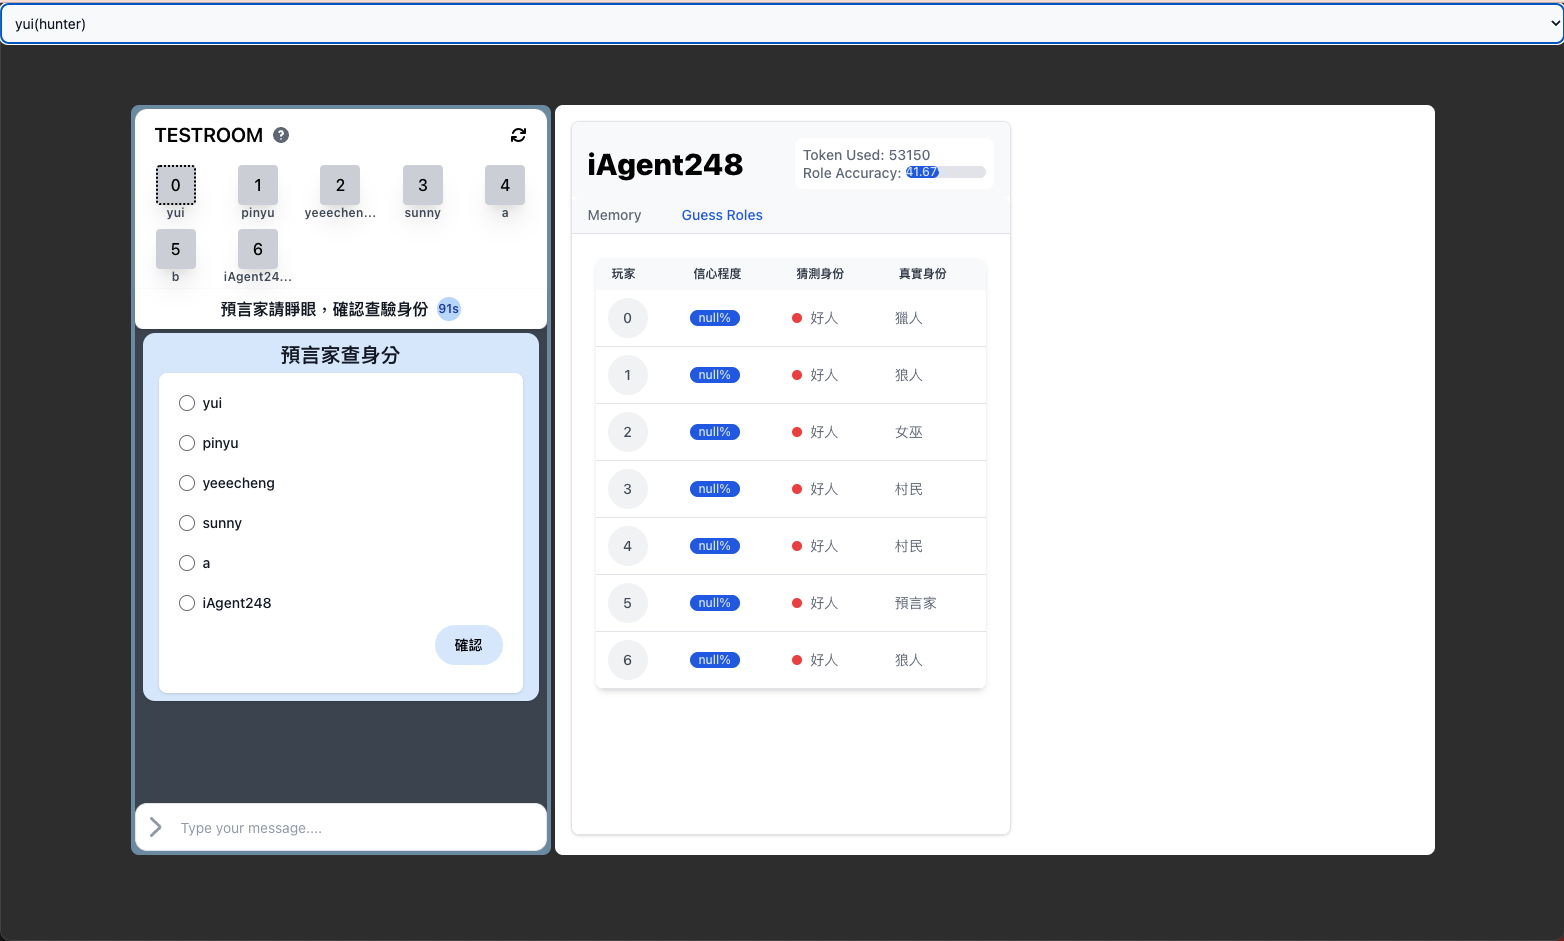 yui(hunter)
TESTROOM ?
0 1 2 3 4
yui pinyu yeeechen... sunny a
5 6
b iAgent24...
預言家請睜眼，確認查驗身份 91s
預言家查身分
yui
pinyu
yeeecheng
sunny
a
iAgent248
確認
Type your message....
iAgent248
Token Used: 53150
Role Accuracy: 41.67
Memory Guess Roles
玩家 信心程度 猜測身份 真實身份
0 null% 好人 獵人
1 null% 好人 狼人
2 null% 好人 女巫
3 null% 好人 村民
4 null% 好人 村民
5 null% 好人 預言家
6 null% 好人 狼人